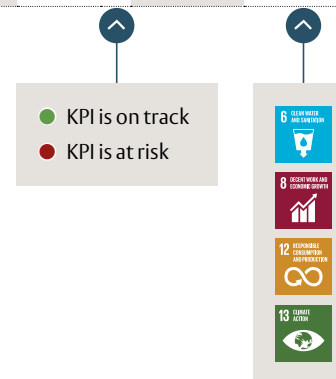 KPI is on track
KPI is at risk
6 CLEAN WATER
AND SANITATION
8 DECENT WORK AND
ECONOMIC GROWTH
12 RESPONSIBLE
CONSUMPTION
AND PRODUCTION
13 CLIMATE
ACTION